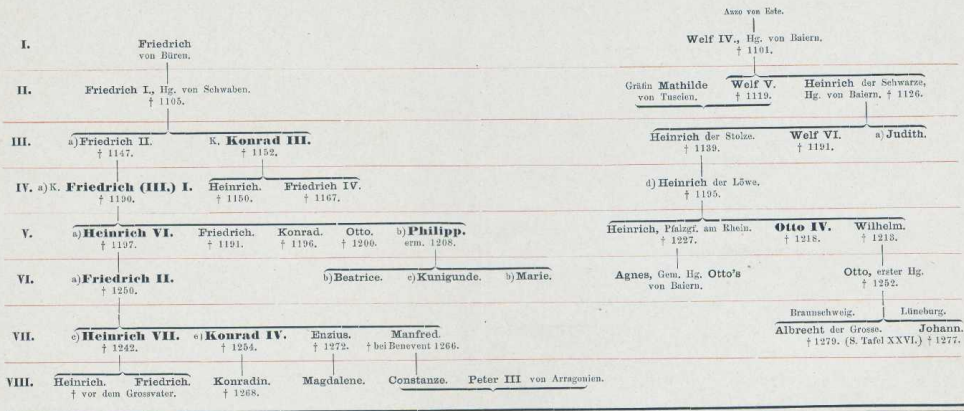 Azzo von Este.
I.
Friedrich
von Büren.
Welf IV., Hg. von Baiern.
† 1101.
II.
Friedrich I., Hg. von Schwaben.
† 1105.
Gräfin Mathilde
von Tuscien.
Welf V.
† 1119.
Heinrich der Schwarze,
Hg. von Baiern. † 1126.
III.
a) Friedrich II.
† 1147.
K. Konrad III.
† 1152.
Heinrich der Stolze.
† 1139.
Welf VI.
† 1191.
a) Judith.
IV.
a) K. Friedrich (III.) I.
† 1190.
Heinrich.
† 1150.
Friedrich IV.
† 1167.
d) Heinrich der Löwe.
† 1195.
V.
a) Heinrich VI.
† 1197.
Friedrich.
† 1191.
Konrad.
† 1196.
Otto.
† 1200.
b) Philipp.
erm. 1208.
Heinrich, Pfalzgf. am Rhein.
† 1227.
Otto IV.
† 1218.
Wilhelm.
† 1213.
VI.
a) Friedrich II.
† 1250.
b) Beatrice.
c) Kunigunde.
b) Marie.
Agnes, Gem. Hg. Otto's
von Baiern.
Otto, erster Hg.
† 1252.
Braunschweig.
Lüneburg.
VII.
c) Heinrich VII.
† 1242.
e) Konrad IV.
† 1254.
Enzius.
† 1272.
Manfred.
† bei Benevent 1266.
Albrecht der Grosse.
† 1279. (S. Tafel XXVI.)
Johann.
† 1277.
VIII.
Heinrich.
Friedrich.
† vor dem Grossvater.
Konradin.
† 1268.
Magdalene.
Constanze.
Peter III von Arragonien.